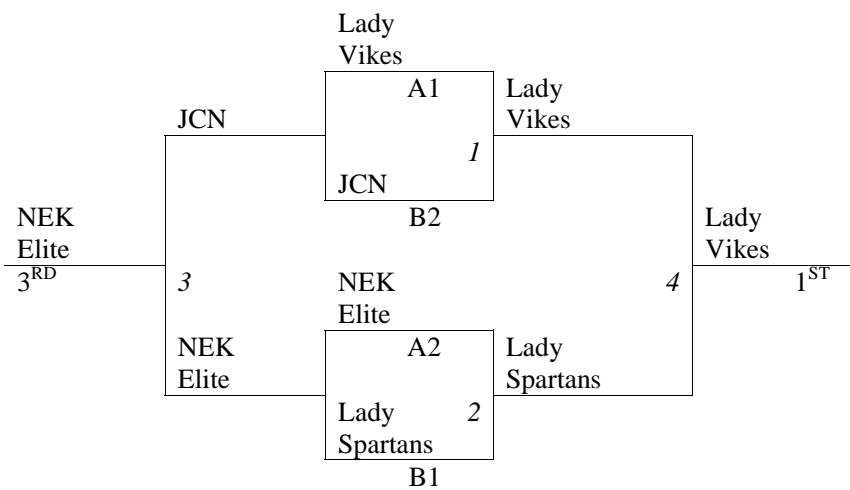 Lady
Vikes
A1
Lady
Vikes
JCN
1
JCN
B2
NEK
Elite
3RD
Lady
Vikes
1ST
3
NEK
Elite
4
NEK
Elite
A2
Lady
Spartans
Lady
Spartans
2
B1